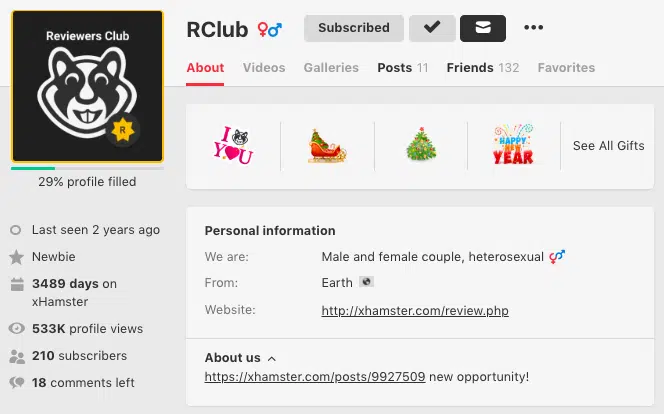 Reviewers Club
R
29% profile filled
Last seen 2 years ago
Newbie
3489 days on
xHamster
533K profile views
210 subscribers
18 comments left
RClub
Subscribed
About Videos Galleries Posts 11 Friends 132 Favorites
I
YOU
HAPPY
NEW
YEAR
See All Gifts
Personal information
We are: Male and female couple, heterosexual
From: Earth
Website: http://xhamster.com/review.php
About us
https://xhamster.com/posts/9927509 new opportunity!